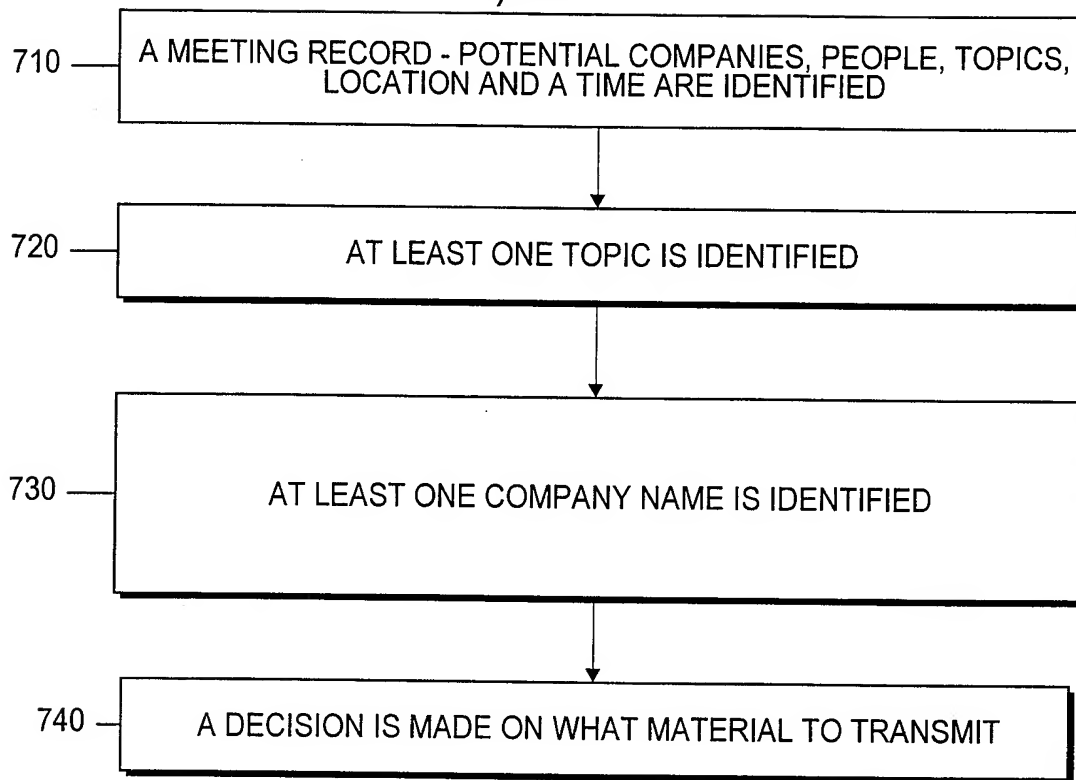 710 A MEETING RECORD - POTENTIAL COMPANIES, PEOPLE, TOPICS,
LOCATION AND A TIME ARE IDENTIFIED
720 AT LEAST ONE TOPIC IS IDENTIFIED
730 AT LEAST ONE COMPANY NAME IS IDENTIFIED
740 A DECISION IS MADE ON WHAT MATERIAL TO TRANSMIT